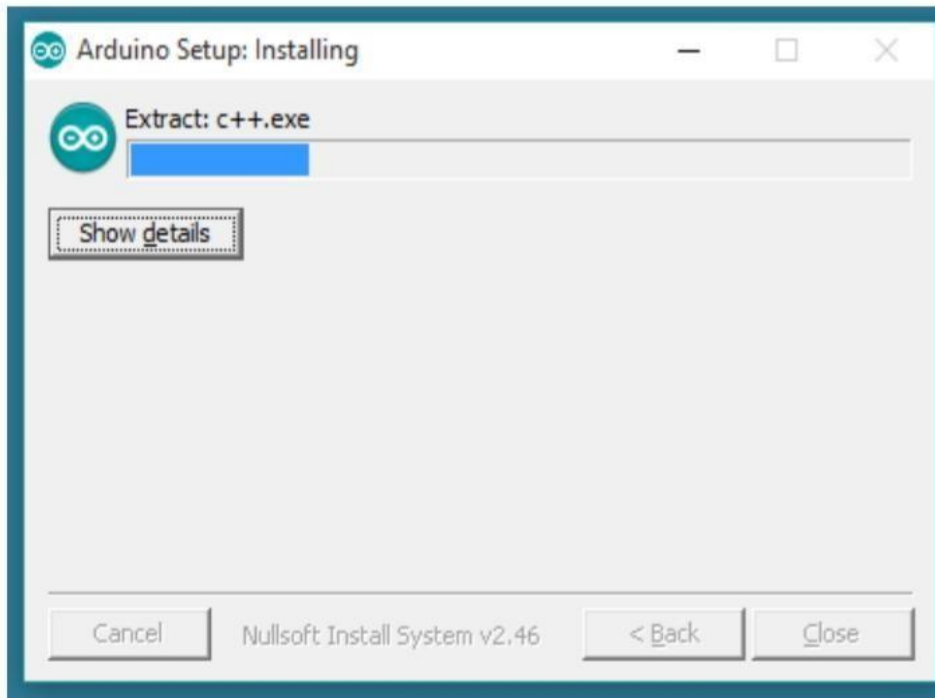 Arduino Setup: Installing
Extract: c++.exe
Show details
Cancel Nullsoft Install System v2.46 < Back Close